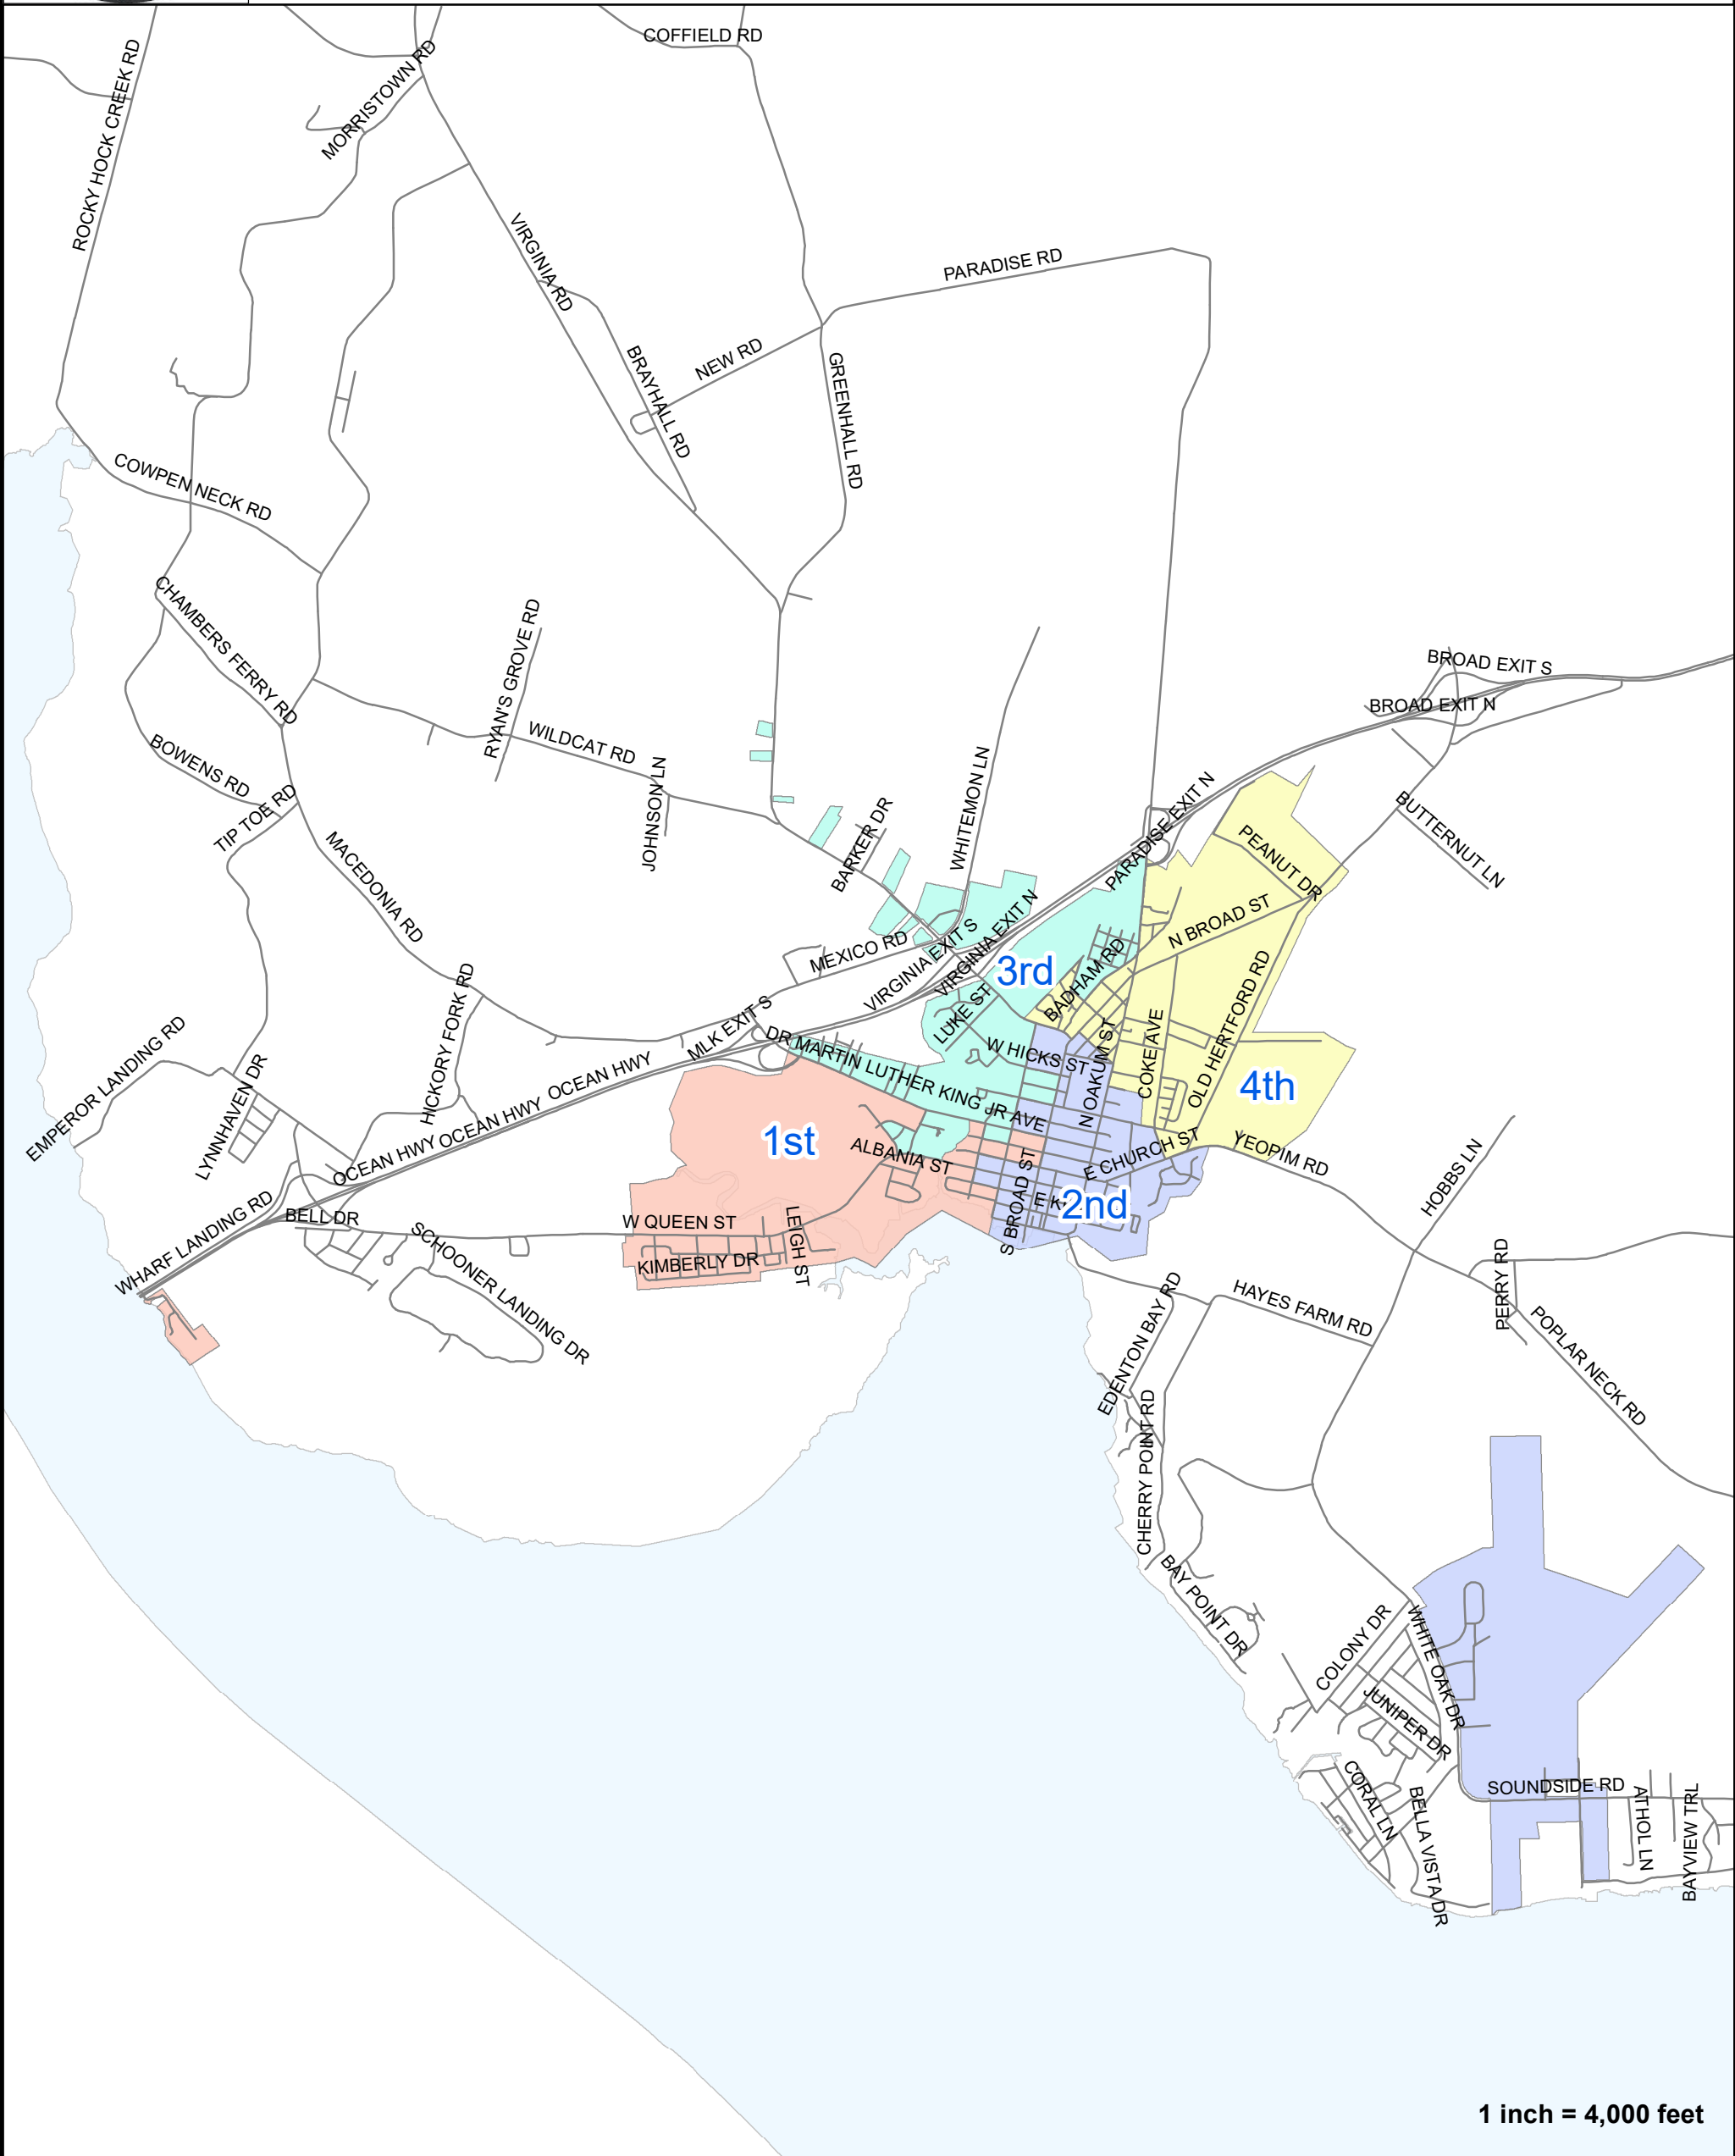 COFFIELD RD
ROCKY HOCK CREEK RD
MORRISTOWN RD
VIRGINIA RD
PARADISE RD
BRAYHALL RD
NEW RD
GREENHALL RD
COWPEN NECK RD
CHAMBERS FERRY RD
RYAN'S GROVE RD
BROAD EXIT S
BROAD EXIT N
BOWENS RD
WILDCAT RD
TIP TOE RD
JOHNSON LN
WHITEMON LN
BARKER DR
PARADISE EXIT N
BUTTERNUT LN
PEANUT DR
MACEDONIA RD
N BROAD ST
MEXICO RD
VIRGINIA EXIT S
VIRGINIA EXIT N
3rd
BADHAM RD
LUKE ST
HICKORY FORK RD
MLK EXIT S
DR MARTIN LUTHER KING JR AVE
W HICKS ST
N OAKUM ST
COKE AVE
OLD HERTFORD RD
4th
EMPEROR LANDING RD
LYNNHAVEN DR
OCEAN HWY
OCEAN HWY
OCEAN HWY
1st
ALBANIA ST
E CHURCH ST
YEOPIM RD
HOBBS LN
WHARF LANDING RD
BELL DR
SCHOONER LANDING DR
W QUEEN ST
KIMBERLY DR
LEIGH ST
S BROAD ST
E K
2nd
EDENTON BAY RD
HAYES FARM RD
PERRY RD
POPLAR NECK RD
CHERRY POINT RD
BAY POINT DR
COLONY DR
WHITE OAK DR
JUNIPER DR
CORAL LN
BELLA VISTA DR
SOUNDSIDE RD
ATHOL LN
BAYVIEW TRL
1 inch = 4,000 feet